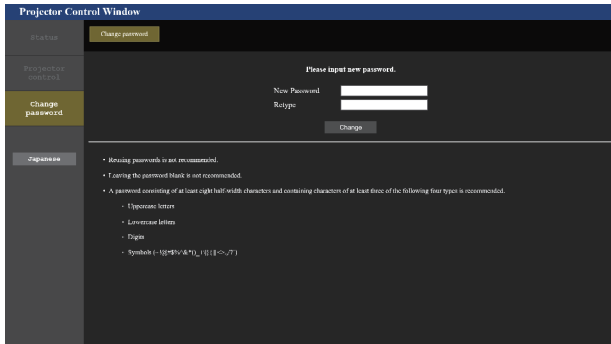 Projector Control Window
Status
Change password
Projector
control
Please input new password.
New Password
Retype
Change
password
Change
Japanese
• Reusing passwords is not recommended.
• Leaving the password blank is not recommended.
• A password consisting of at least eight half-width characters and containing characters of at least three of the following four types is recommended.
- Uppercase letters
- Lowercase letters
- Digits
- Symbols